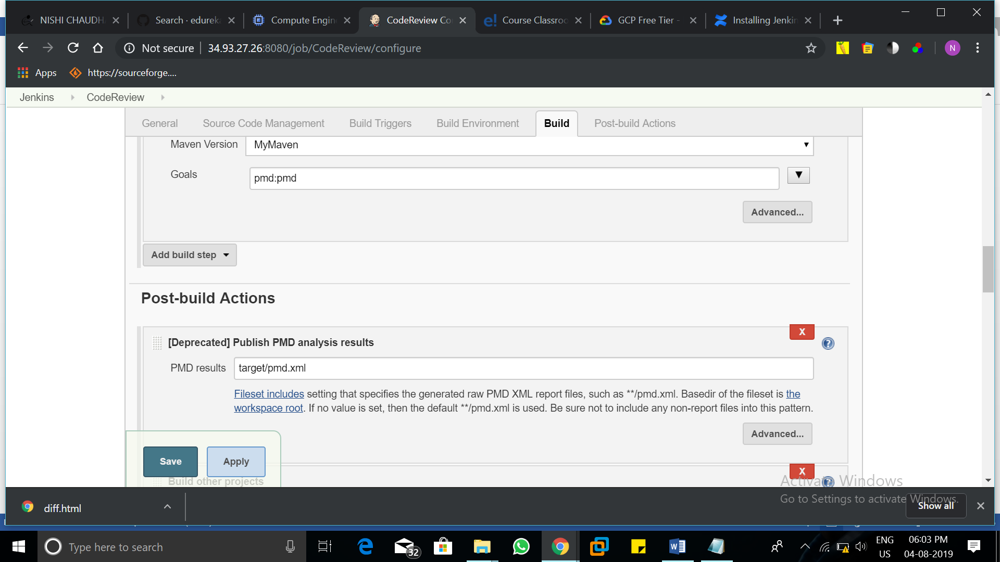 NISHI CHAUDH
Search · edurek
Compute Engin
CodeReview Co
e!
Course Classroo
GCP Free Tier -
Installing Jenkin
Not secure
34.93.27.26:8080/job/CodeReview/configure
N
Apps
https://sourceforge....
Jenkins
CodeReview
General
Source Code Management
Build Triggers
Build Environment
Build
Post-build Actions
Maven Version
MyMaven
Goals
pmd:pmd
Advanced...
Add build step
Post-build Actions
X
[Deprecated] Publish PMD analysis results
PMD results
target/pmd.xml
Fileset includes setting that specifies the generated raw PMD XML report files, such as **/pmd.xml. Basedir of the fileset is the
workspace root. If no value is set, then the default **/pmd.xml is used. Be sure not to include any non-report files into this pattern.
Advanced...
Save
Apply
X
Build other projects
Activate Windows
Go to Settings to activate Windows.
diff.html
Show all
Type here to search
32
ENG
US
06:03 PM
04-08-2019